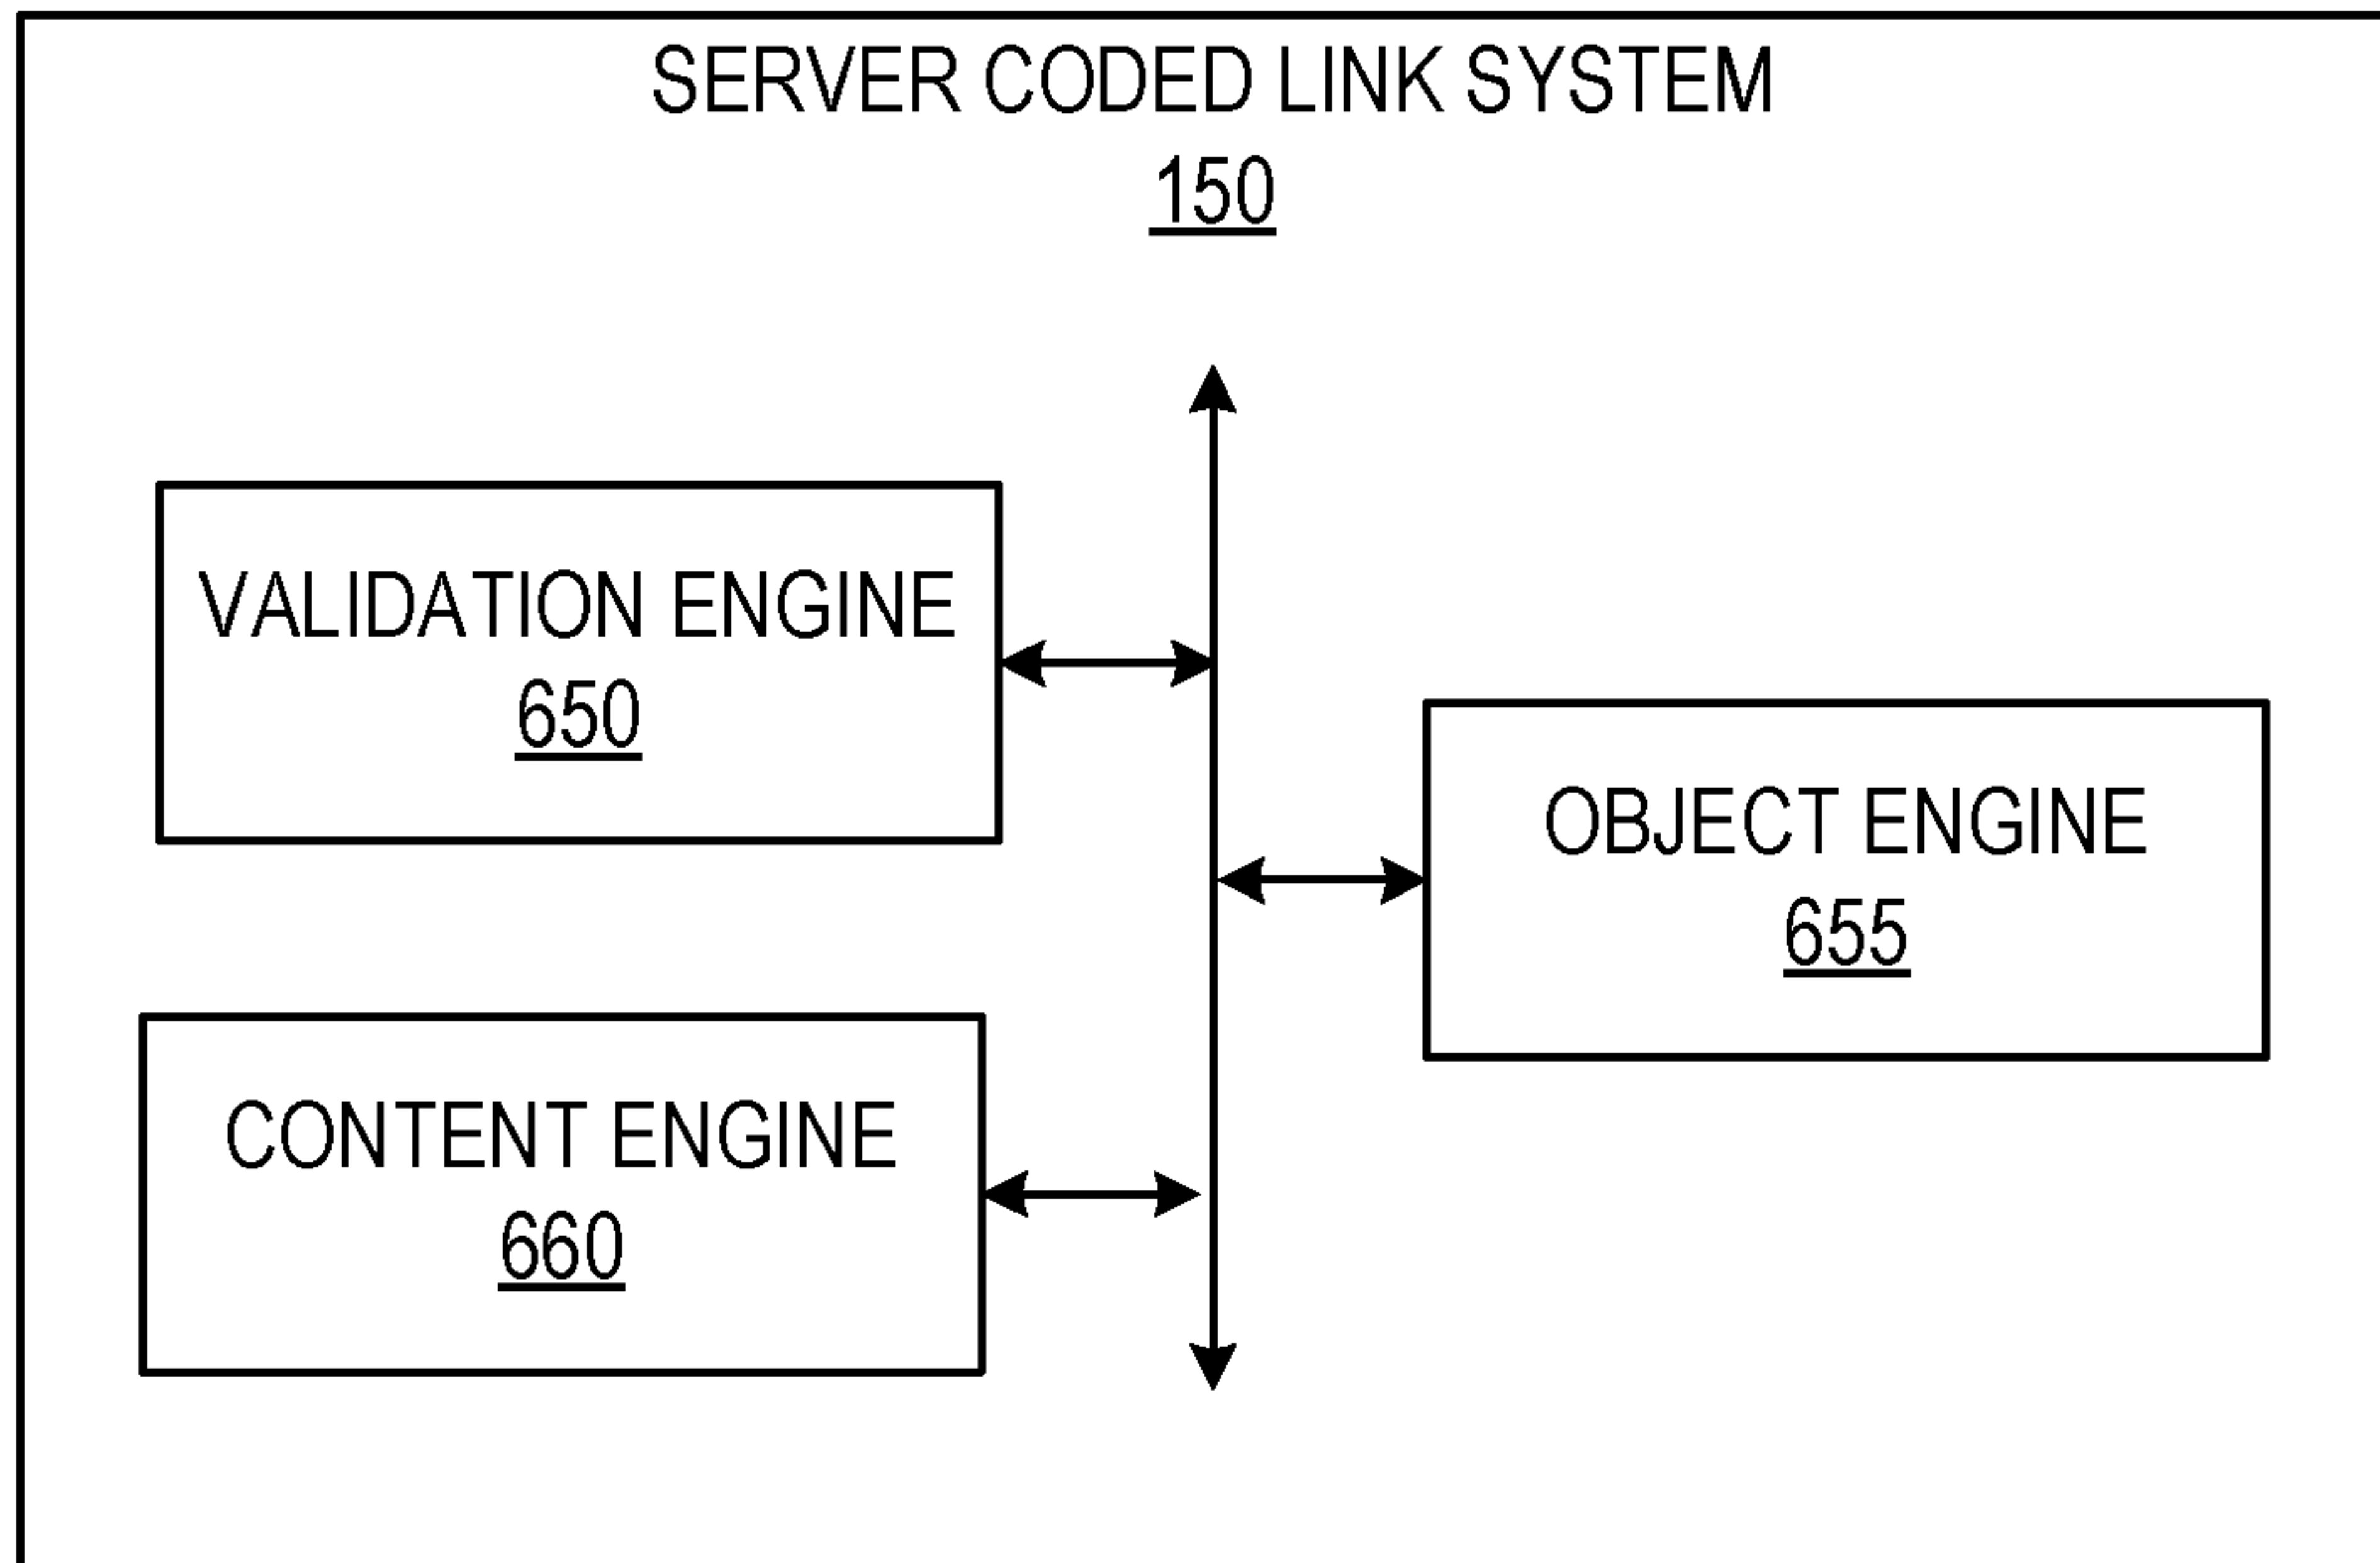 SERVER CODED LINK SYSTEM
150
VALIDATION ENGINE
650
OBJECT ENGINE
655
CONTENT ENGINE
660